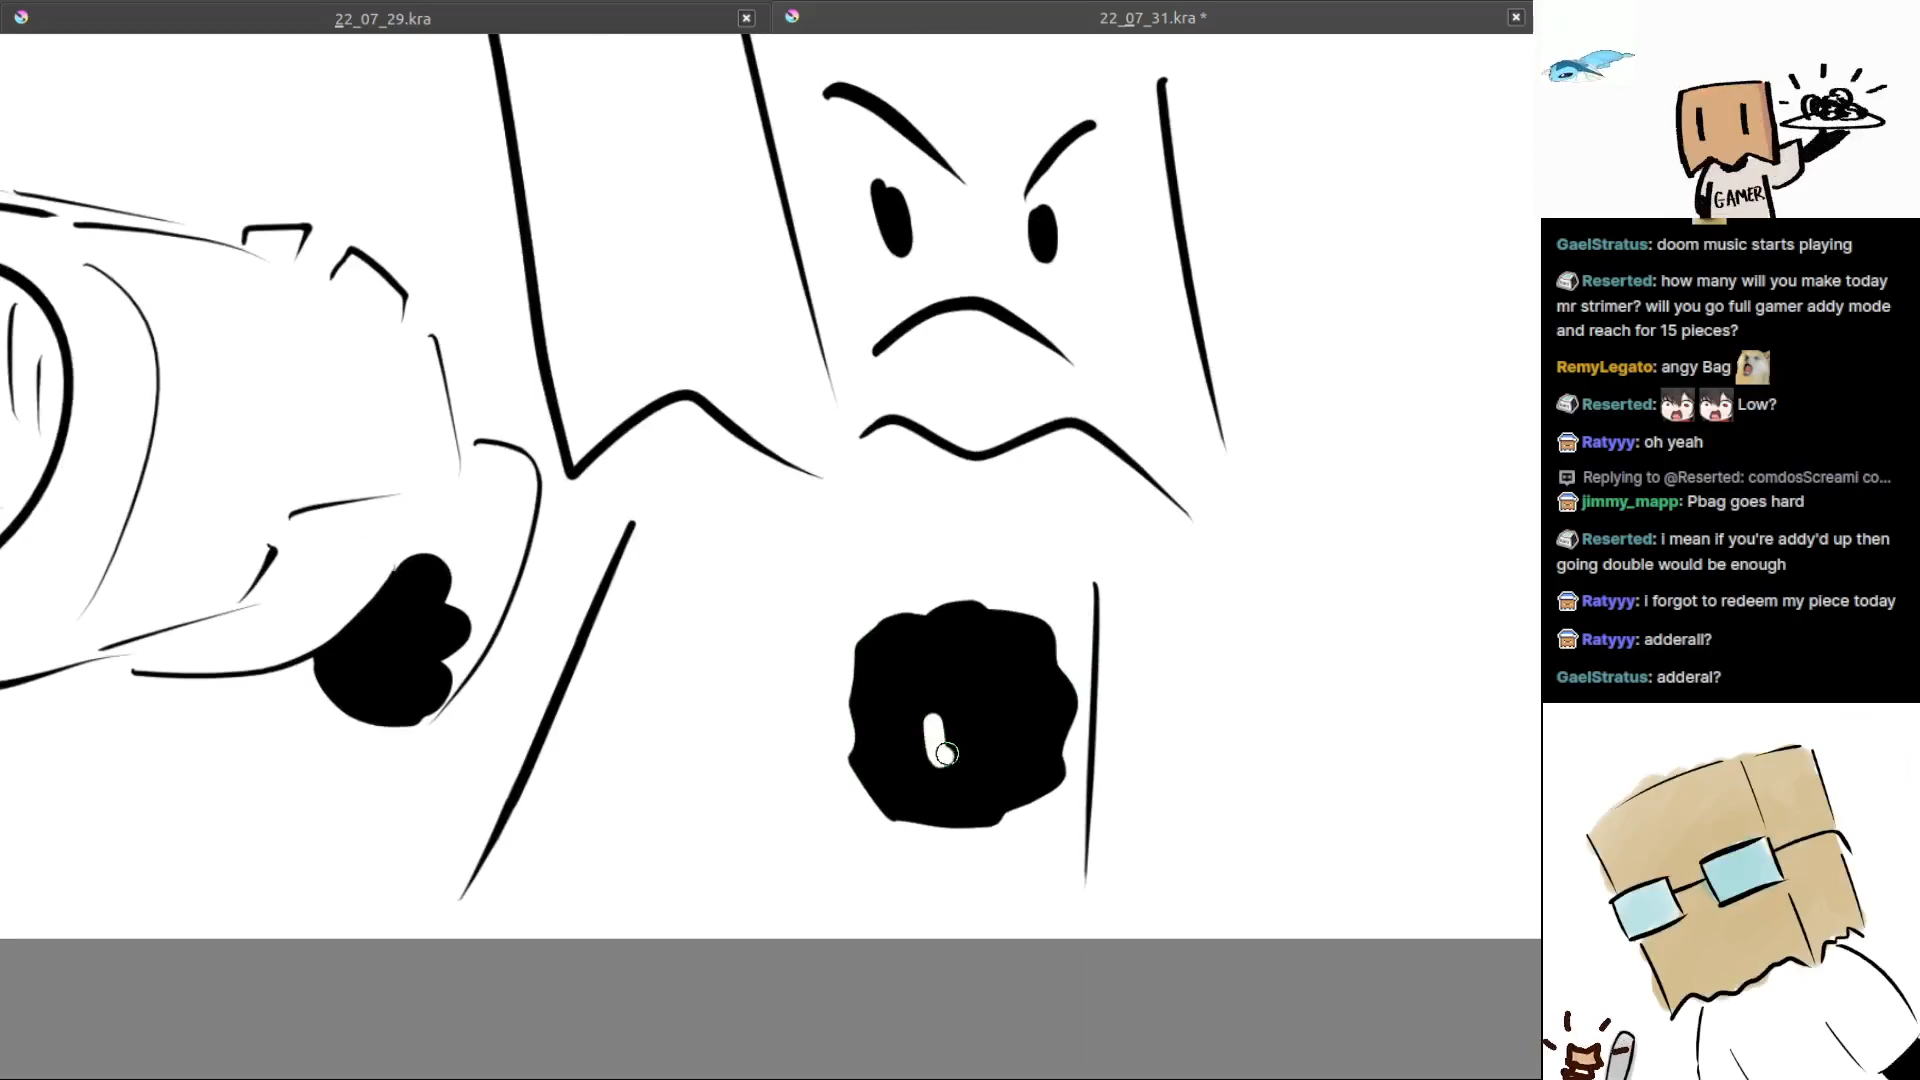 22_07_29.kra
22_07_31.kra *
GAMER
GaelStratus: doom music starts playing
Reserted: how many will you make today
mr strimer? will you go full gamer addy mode
and reach for 15 pieces?
RemyLegato: angy Bag
Reserted: Low?
Ratyyy: oh yeah
Replying to @Reserted: comdosScreami co...
jimmy_mapp: Pbag goes hard
Reserted: i mean if you're addy'd up then
going double would be enough
Ratyyy: i forgot to redeem my piece today
Ratyyy: adderall?
GaelStratus: adderal?